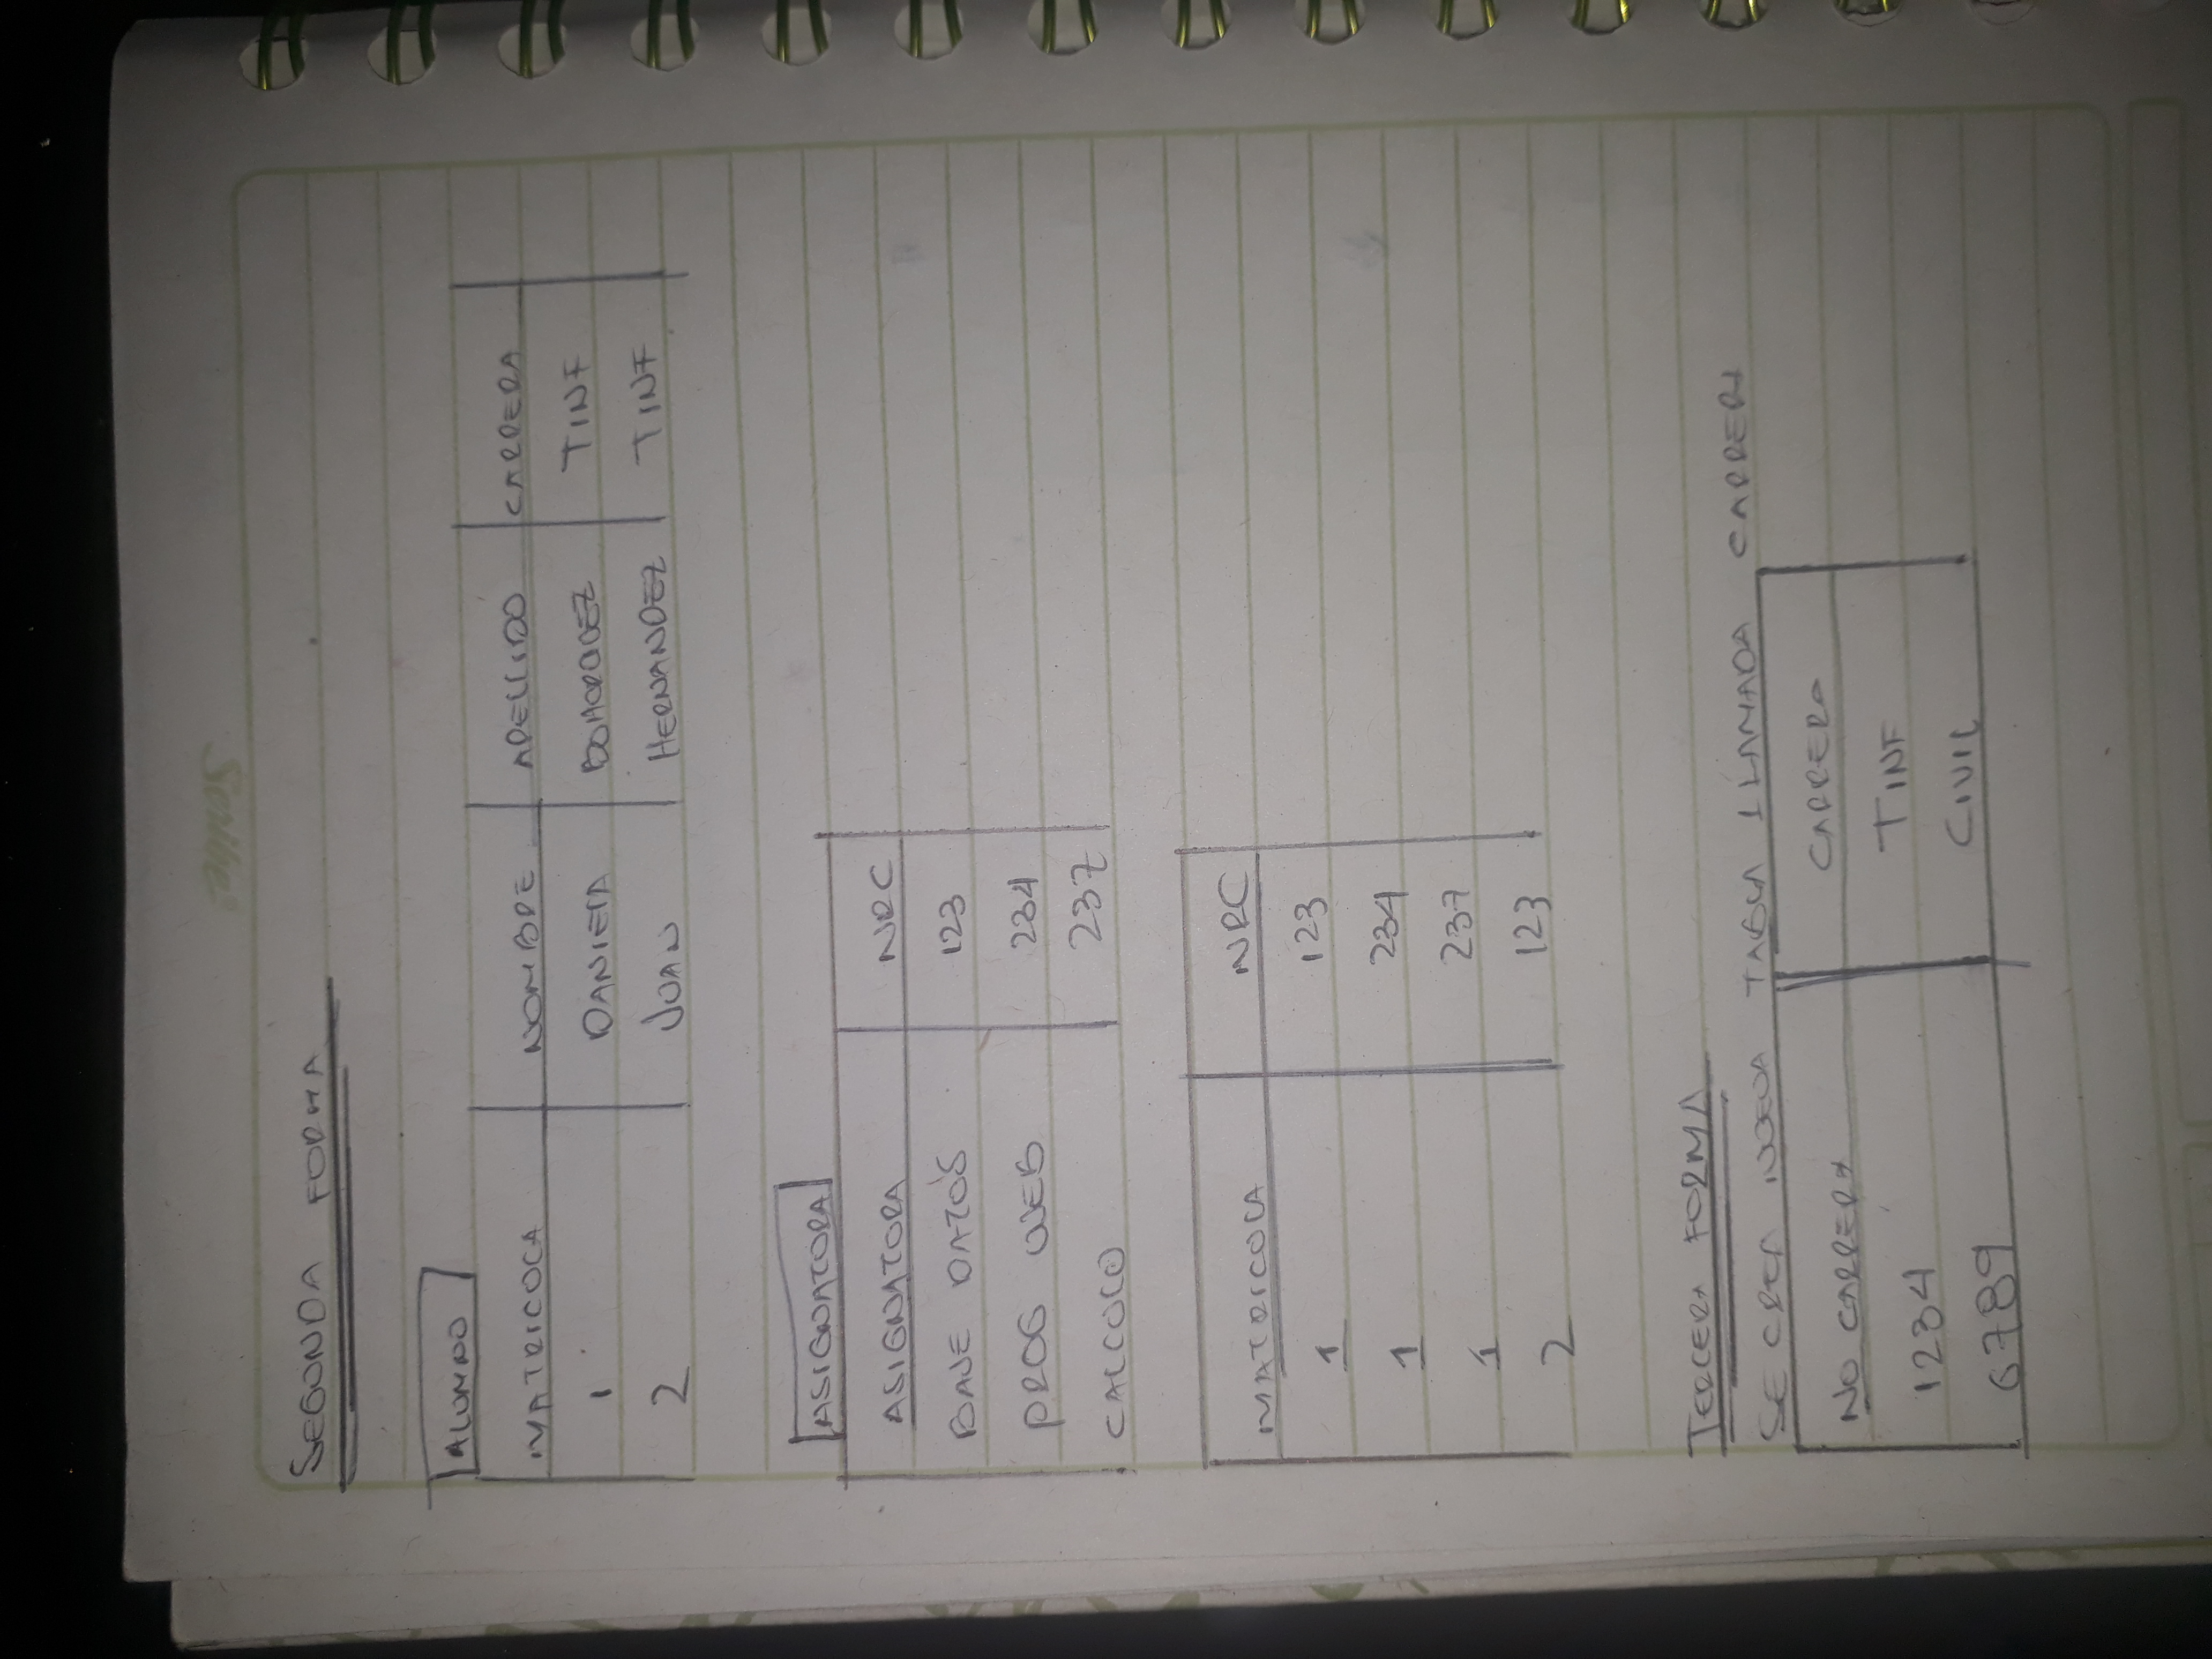 SEGUNDA FORMA
ALUMNO
MATRICULA NOMBRE APELLIDO CARRERA
1 DANIELA BOHORQUEZ TINF
2 JUAN HERNANDEZ TINF
ASIGNATURA
ASIGNATURA NRC
BASE DATOS 123
PROG WEB 234
CALCULO 237
MATRICULA NRC
1 123
1 234
1 237
2 123
TERCERA FORMA
SE CREA NUEVA TABLA LLAMADA CARRERA
NO CARRERA CARRERA
1234 TINF
6789 CIVIL